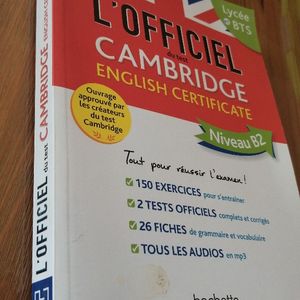 Lycée
BTS
L'OFFICIEL
du test
CAMBRIDGE
ENGLISH CERTIFICATE
Niveau B2
Ouvrage
approuvé par
les créateurs
du test
Cambridge
Tout pour réussir l'examen !
150 EXERCICES pour s'entraîner
2 TESTS OFFICIELS complets et corrigés
26 FICHES de grammaire et vocabulaire
TOUS LES AUDIOS en mp3
hachette
L'OFFICIEL du test CAMBRIDGE ENGLISH